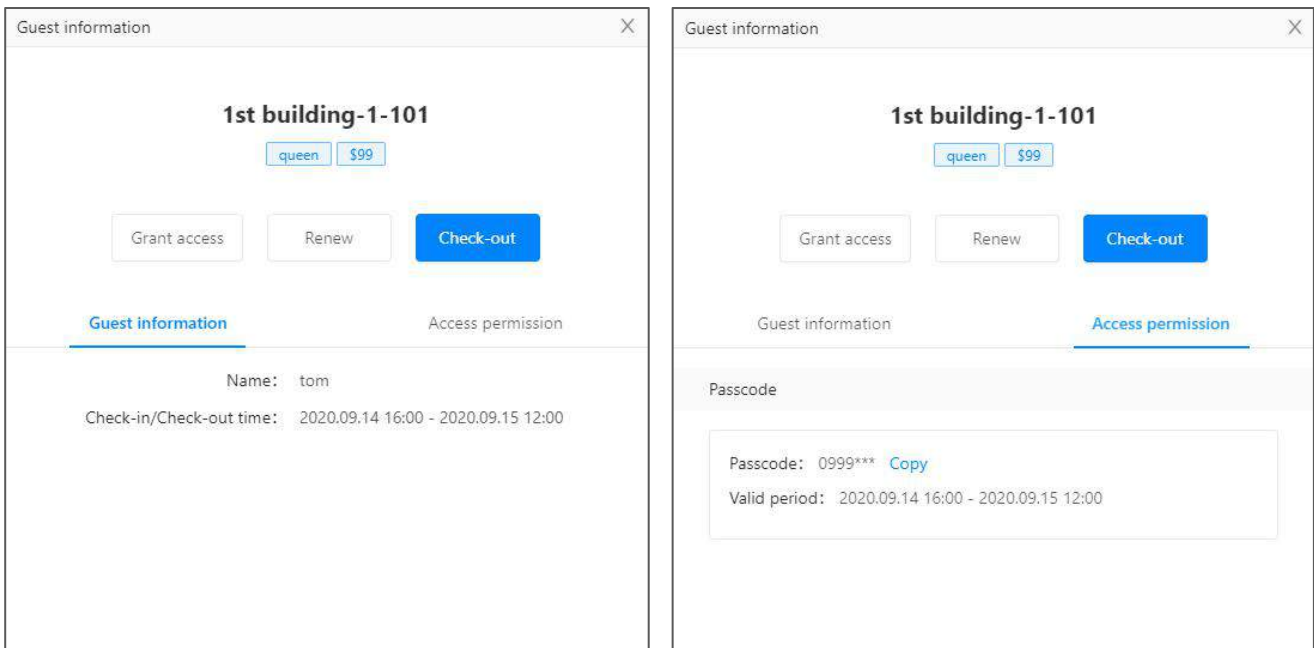 Guest information X
1st building-1-101
queen $99
Grant access Renew Check-out
Guest information Access permission
Name: tom
Check-in/Check-out time: 2020.09.14 16:00 - 2020.09.15 12:00
Guest information X
1st building-1-101
queen $99
Grant access Renew Check-out
Guest information Access permission
Passcode
Passcode: 0999*** Copy
Valid period: 2020.09.14 16:00 - 2020.09.15 12:00